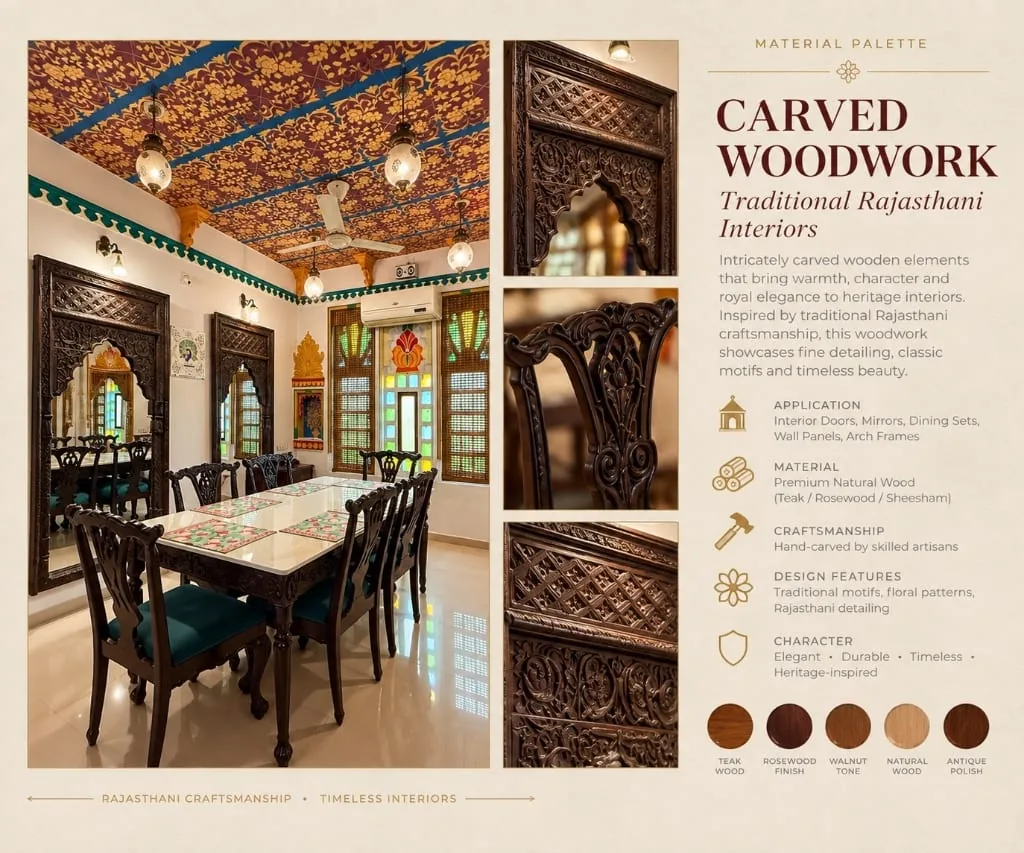 MATERIAL PALETTE
CARVED
WOODWORK
Traditional Rajasthani
Interiors
Intricately carved wooden elements
that bring warmth, character and
royal elegance to heritage interiors.
Inspired by traditional Rajasthani
craftsmanship, this woodwork
showcases fine detailing, classic
motifs and timeless beauty.
APPLICATION
Interior Doors, Mirrors, Dining Sets,
Wall Panels, Arch Frames
MATERIAL
Premium Natural Wood
(Teak / Rosewood / Sheesham)
CRAFTSMANSHIP
Hand-carved by skilled artisans
DESIGN FEATURES
Traditional motifs, floral patterns,
Rajasthani detailing
CHARACTER
Elegant • Durable • Timeless •
Heritage-inspired
TEAK
WOOD
ROSEWOOD
FINISH
WALNUT
TONE
NATURAL
WOOD
ANTIQUE
POLISH
RAJASTHANI CRAFTSMANSHIP • TIMELESS INTERIORS